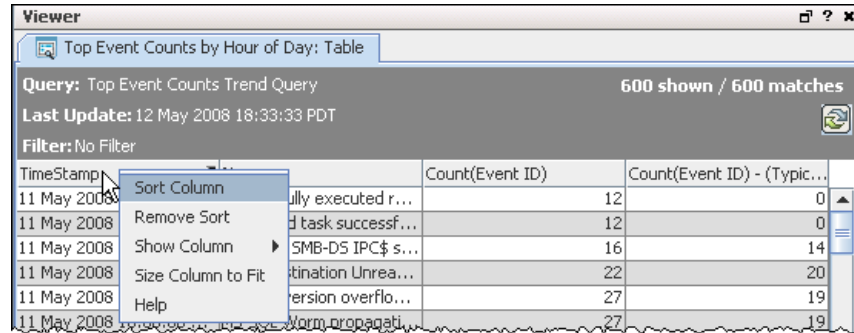 Viewer
Top Event Counts by Hour of Day: Table
Query: Top Event Counts Trend Query
600 shown / 600 matches
Last Update: 12 May 2008 18:33:33 PDT
Filter: No Filter
TimeStamp Count(Event ID) Count(Event ID) - (Typic...
Sort Column
Remove Sort
Show Column
Size Column to Fit
Help
11 May 2008 ully executed r... 12 0
11 May 2008 d task successf... 12 0
11 May 2008 SMB-DS IPC$ s... 16 14
11 May 2008 stination Unrea... 22 20
11 May 2008 version overflo... 27 19
11 May 2008 Worm propagati... 27 19